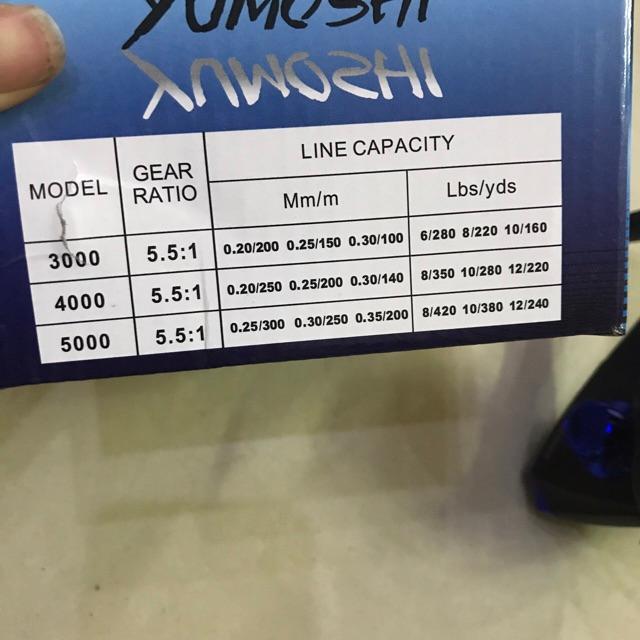 YUMOSHI
YUMOSHI
LINE CAPACITY
MODEL GEAR RATIO Mm/m Lbs/yds
3000 5.5:1 0.20/200 0.25/150 0.30/100 6/280 8/220 10/160
4000 5.5:1 0.20/250 0.25/200 0.30/140 8/350 10/280 12/220
5000 5.5:1 0.25/300 0.30/250 0.35/200 8/420 10/380 12/240